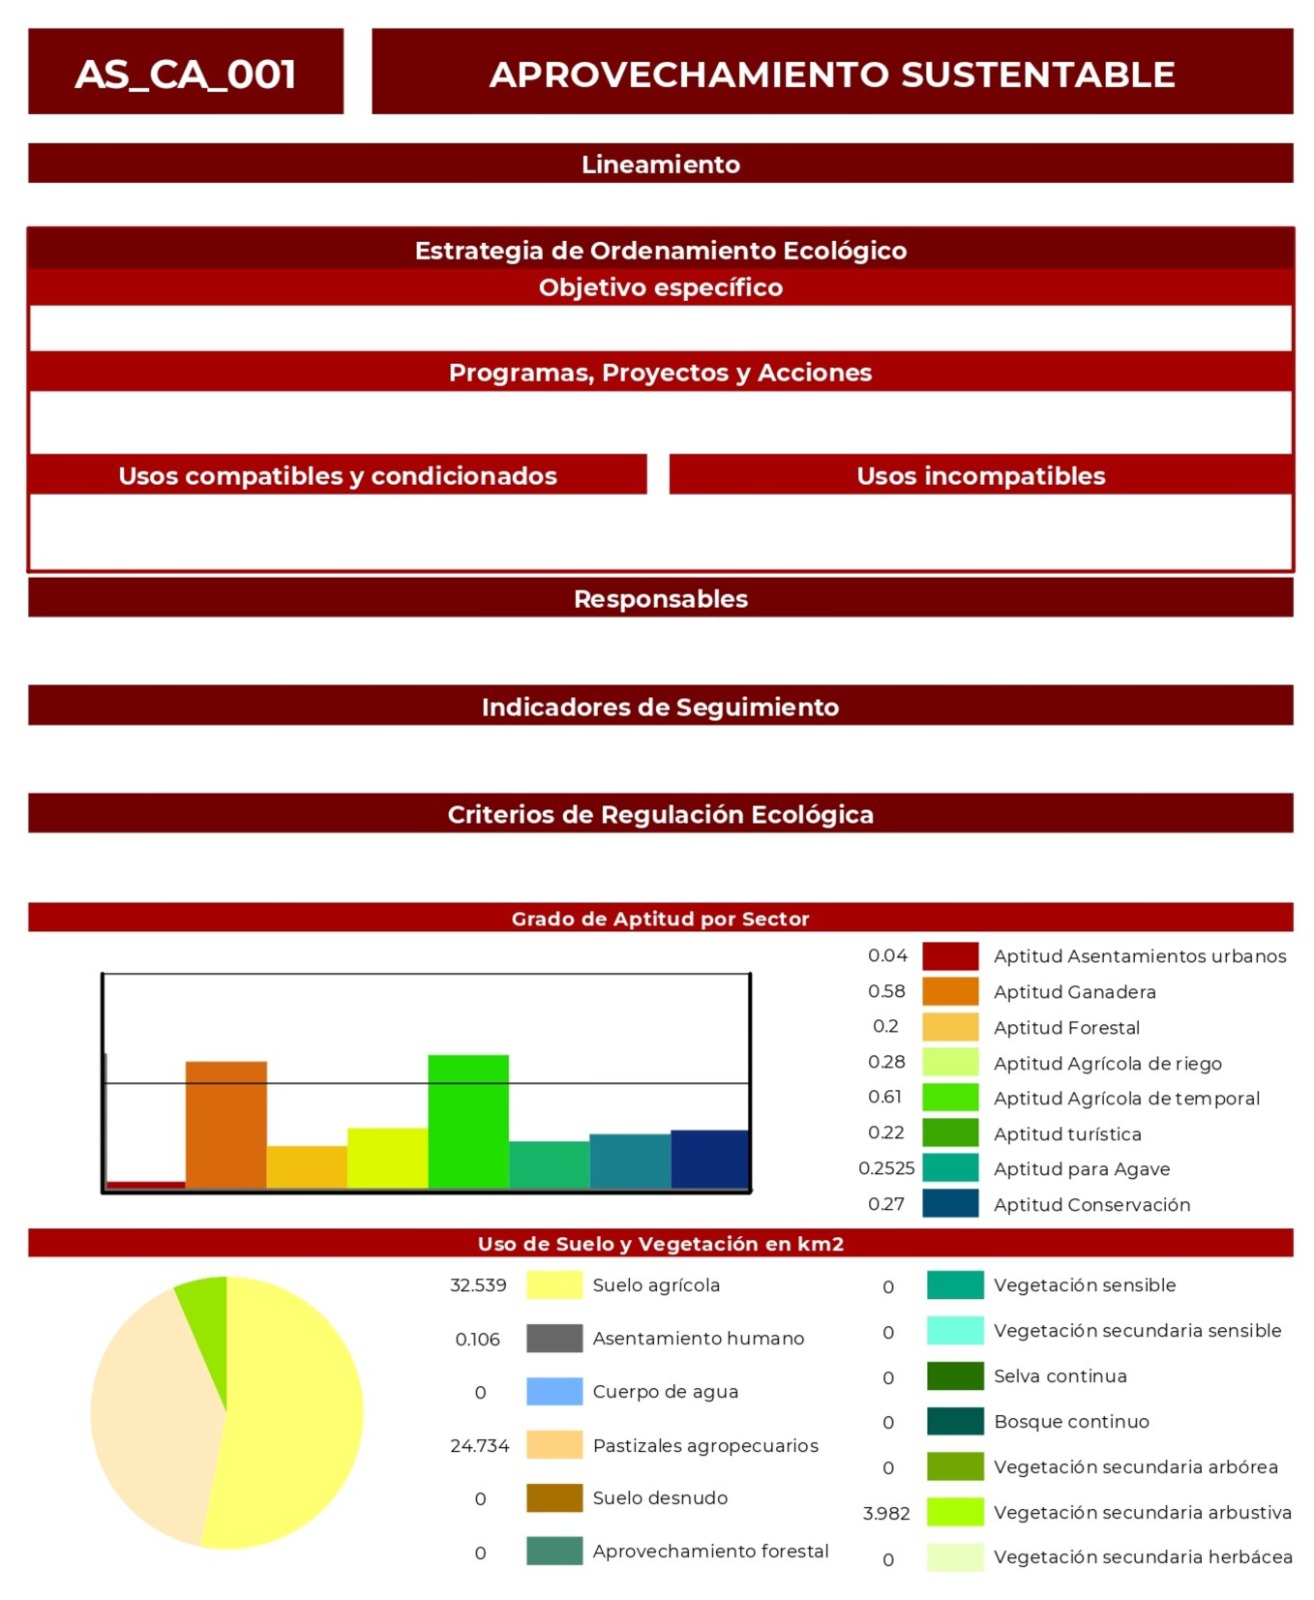 AS_CA_001
APROVECHAMIENTO SUSTENTABLE
Lineamiento
Estrategia de Ordenamiento Ecológico
Objetivo específico
Programas, Proyectos y Acciones
Usos compatibles y condicionados
Usos incompatibles
Responsables
Indicadores de Seguimiento
Criterios de Regulación Ecológica
Grado de Aptitud por Sector
0.04 Aptitud Asentamientos urbanos
0.58 Aptitud Ganadera
0.2 Aptitud Forestal
0.28 Aptitud Agrícola de riego
0.61 Aptitud Agrícola de temporal
0.22 Aptitud turística
0.2525 Aptitud para Agave
0.27 Aptitud Conservación
Uso de Suelo y Vegetación en km2
32.539 Suelo agrícola
0.106 Asentamiento humano
0 Cuerpo de agua
24.734 Pastizales agropecuarios
0 Suelo desnudo
0 Aprovechamiento forestal
0 Vegetación sensible
0 Vegetación secundaria sensible
0 Selva continua
0 Bosque continuo
0 Vegetación secundaria arbórea
3.982 Vegetación secundaria arbustiva
0 Vegetación secundaria herbácea